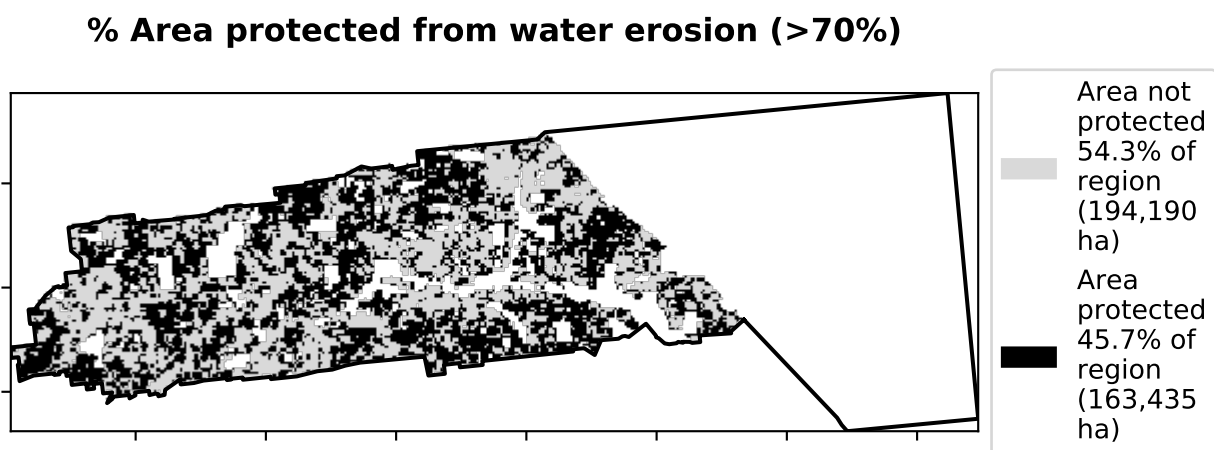 % Area protected from water erosion (>70%)
Area not
protected
54.3% of
region
(194,190
ha)
Area
protected
45.7% of
region
(163,435
ha)